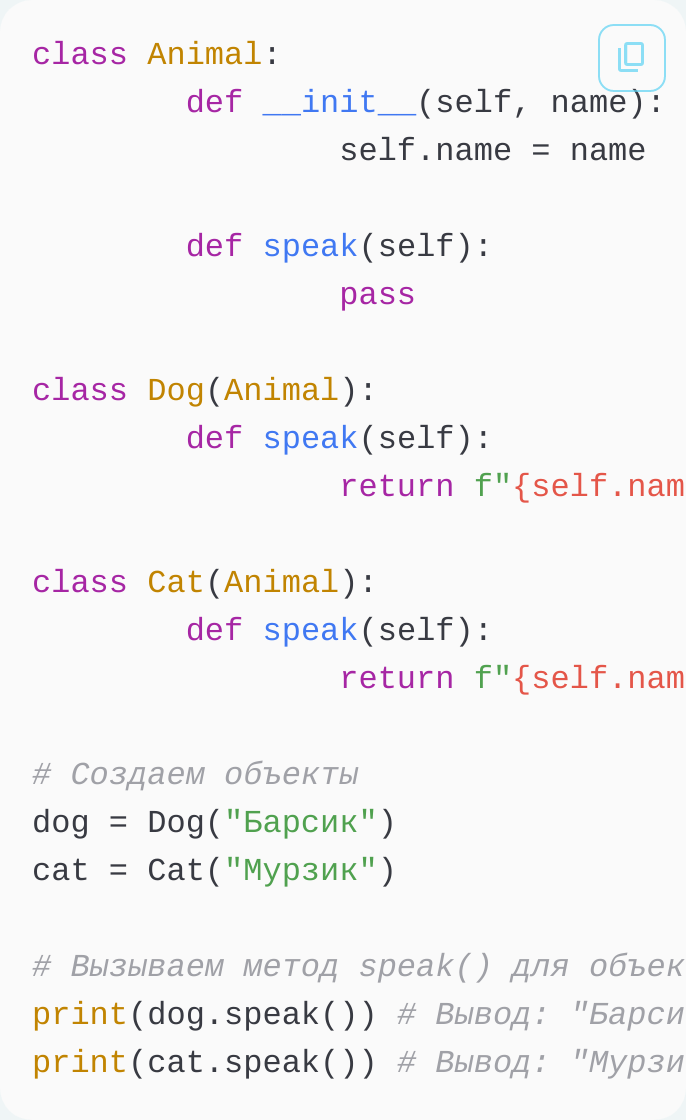 class Animal:
        def __init__(self, name):
                self.name = name

        def speak(self):
                pass

class Dog(Animal):
        def speak(self):
                return f"{self.nam

class Cat(Animal):
        def speak(self):
                return f"{self.nam

# Создаем объекты
dog = Dog("Барсик")
cat = Cat("Мурзик")

# Вызываем метод speak() для объек
print(dog.speak()) # Вывод: "Барси
print(cat.speak()) # Вывод: "Мурзи